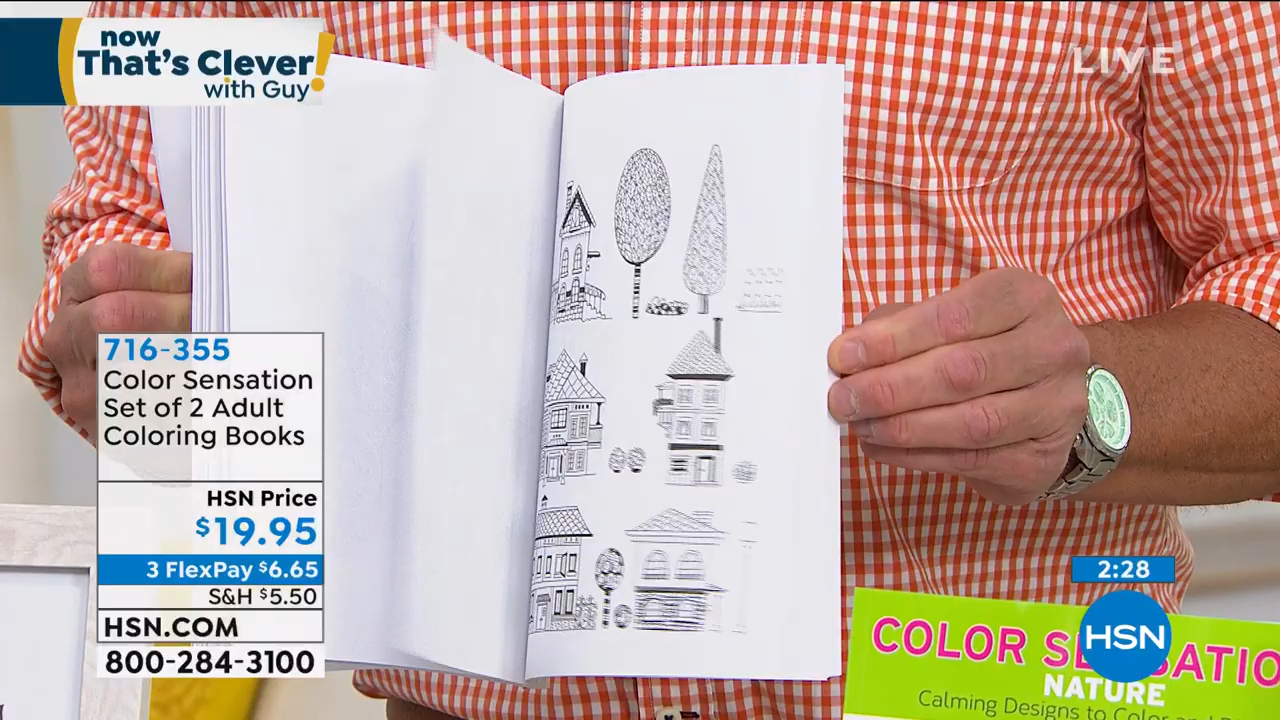 now
That's Clever!
with Guy
LIVE
716-355
Color Sensation
Set of 2 Adult
Coloring Books
HSN Price
$19.95
3 FlexPay $6.65
S&H $5.50
HSN.COM
800-284-3100
2:28
HSN
COLOR
NATURE
Calming Designs to Color and